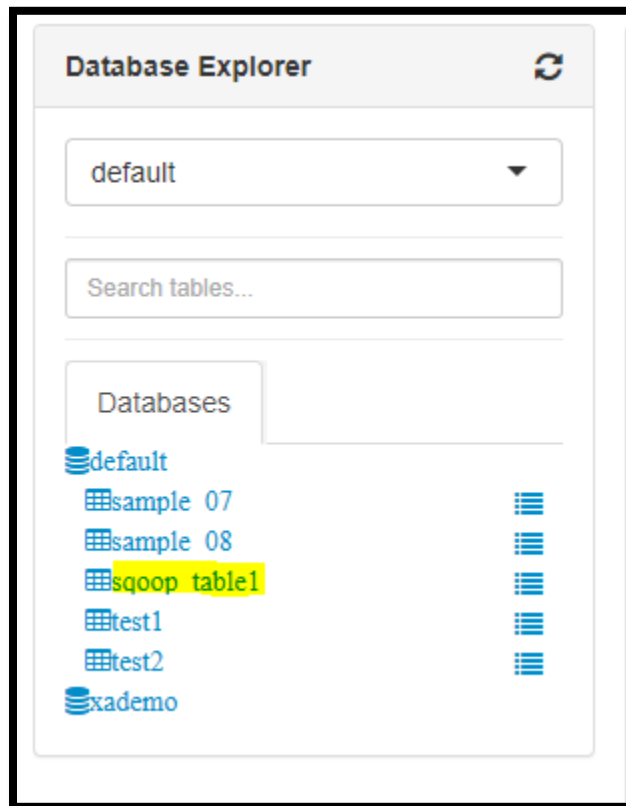 Database Explorer
default
Search tables...
Databases
default
sample_07
sample_08
sqoop_table1
test1
test2
xademo